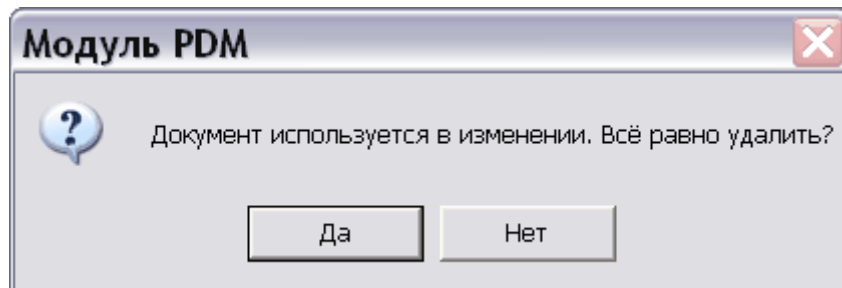 Модуль PDM
Документ используется в изменении. Всё равно удалить?
Да
Нет